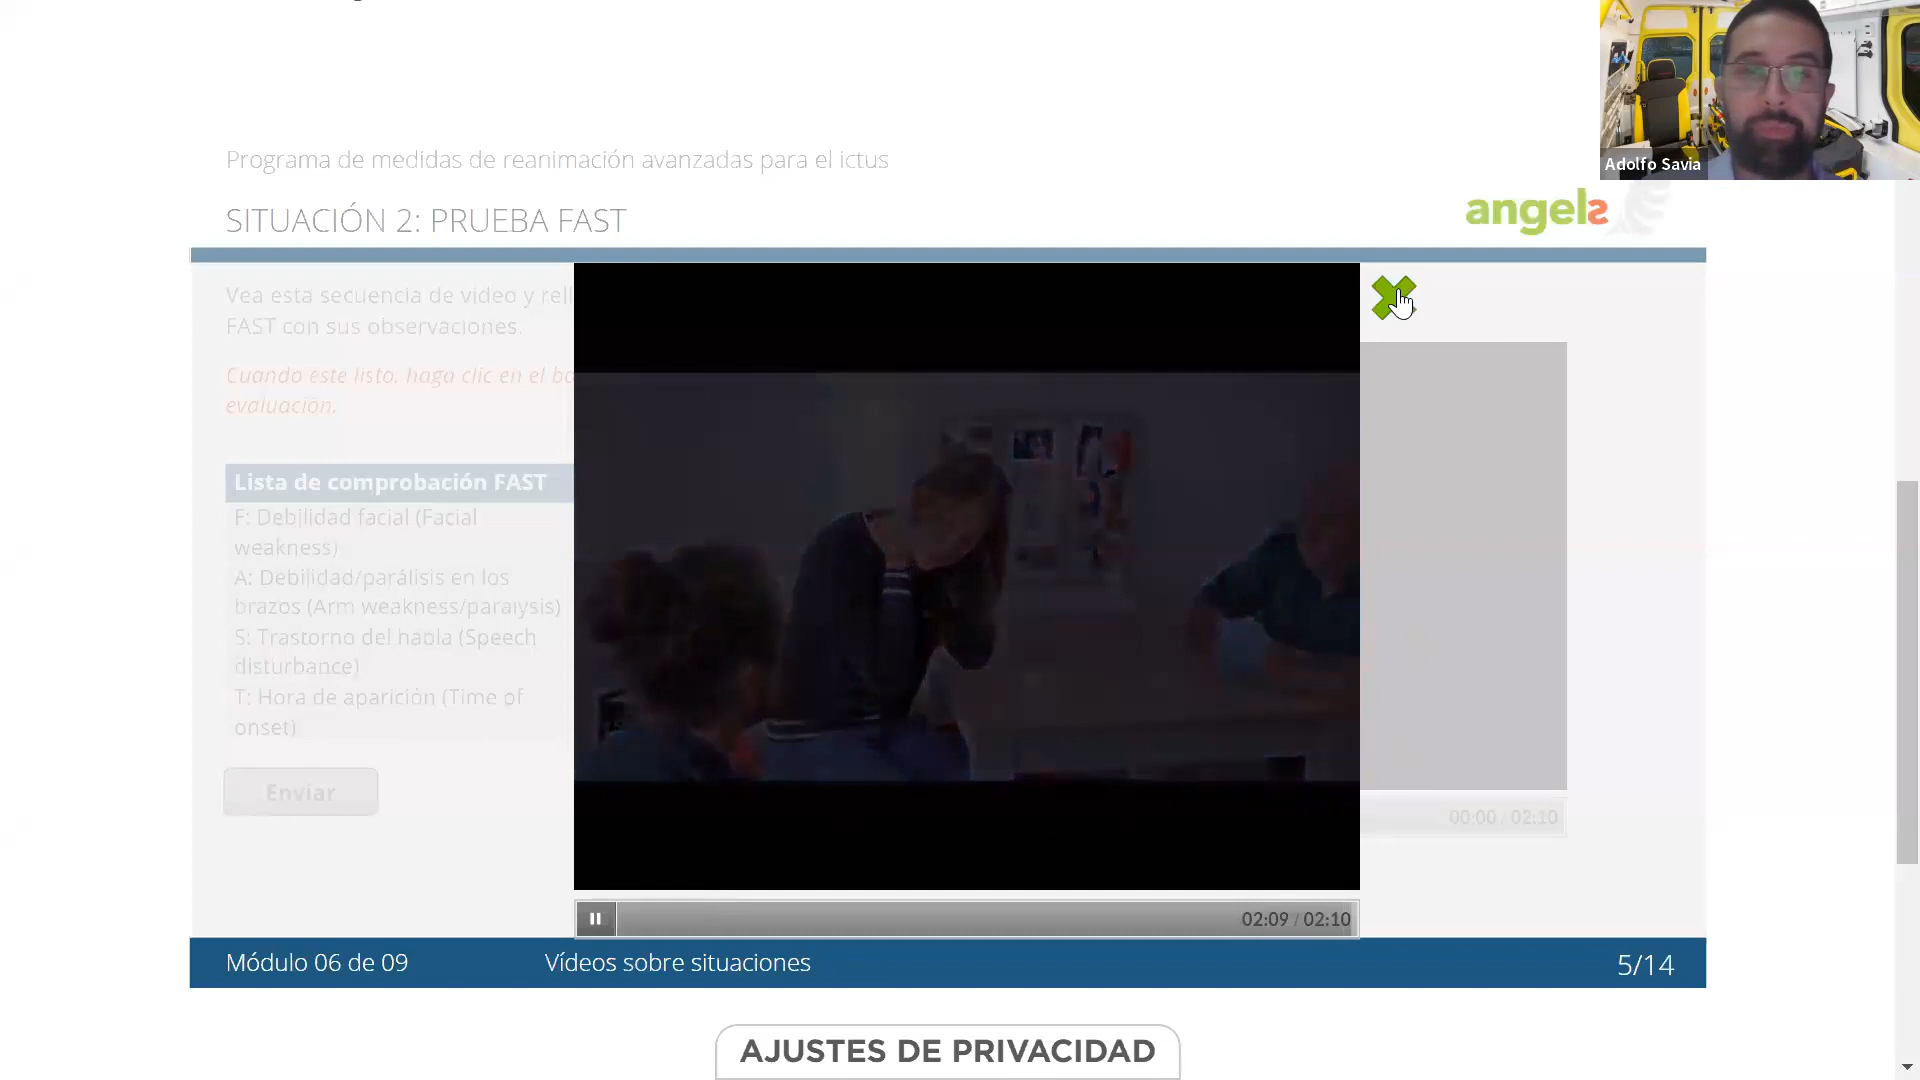 Adolfo Savia
Programa de medidas de reanimación avanzadas para el ictus
SITUACIÓN 2: PRUEBA FAST
angels
Vea esta secuencia de vídeo y rell
FAST con sus observaciones.
Cuando esté listo, haga clic en el bo
evaluación.
Lista de comprobación FAST
F: Debilidad facial (Facial
weakness)
A: Debilidad/parálisis en los
brazos (Arm weakness/paralysis)
S: Trastorno del habla (Speech
disturbance)
T: Hora de aparición (Time of
onset)
Enviar
00:00 / 02:10
02:09 / 02:10
Módulo 06 de 09
Vídeos sobre situaciones
5/14
AJUSTES DE PRIVACIDAD